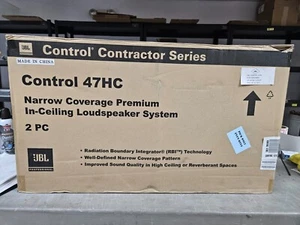 JBL
Control® Contractor Series
MADE IN CHINA
Control 47HC
Narrow Coverage Premium
In-Ceiling Loudspeaker System
2 PC
JBL
PROFESSIONAL
• Radiation Boundary Integrator® (RBI™) Technology
• Well-Defined Narrow Coverage Pattern
• Improved Sound Quality in High Ceiling or Reverberant Spaces